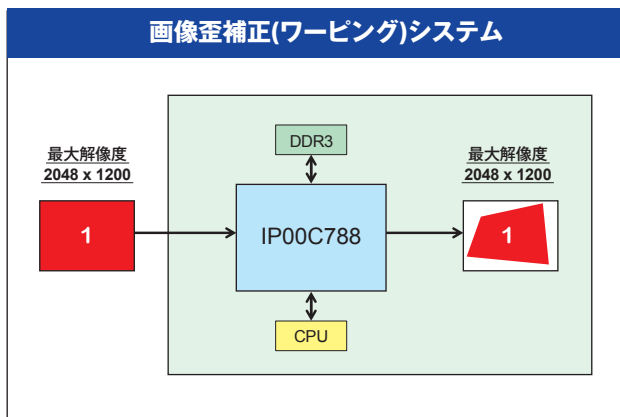 画像歪補正(ワーピング)システム
DDR3
最大解像度
2048 x 1200
最大解像度
2048 x 1200
1
IP00C788
1
CPU